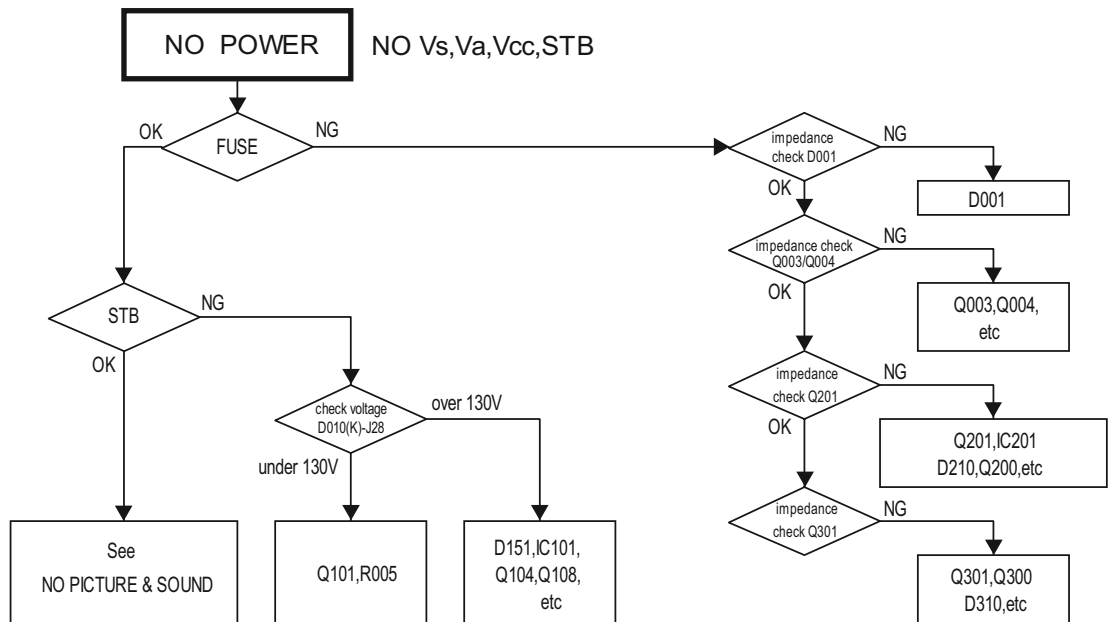 NO POWER
NO Vs,Va,Vcc,STB
OK
FUSE
NG
impedance
check D001
NG
OK
D001
impedance check
Q003/Q004
NG
OK
Q003,Q004,
etc
STB
NG
OK
check voltage
D010(K)-J28
over 130V
under 130V
impedance
check Q201
NG
OK
Q201,IC201
D210,Q200,etc
impedance
check Q301
NG
Q301,Q300
D310,etc
See
NO PICTURE & SOUND
Q101,R005
D151,IC101,
Q104,Q108,
etc